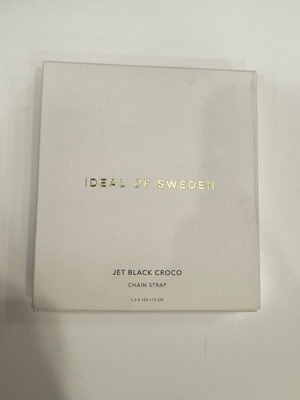 IDEAL OF SWEDEN
JET BLACK CROCO
CHAIN STRAP